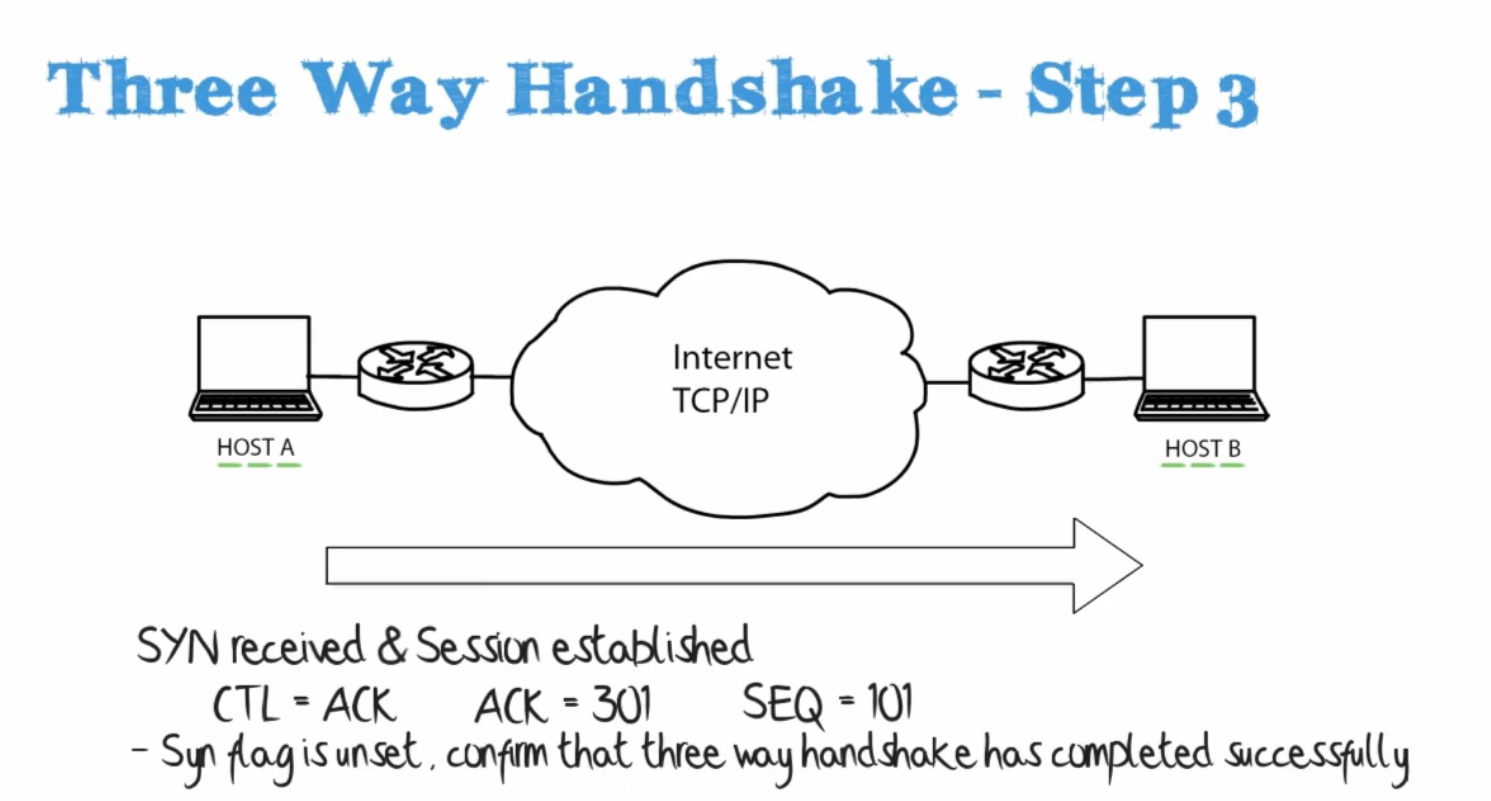 Three Way Handshake - Step 3
Internet
TCP/IP
HOST A
HOST B
SYN received & Session established
CTL = ACK ACK = 301 SEQ = 101
- Syn flag is unset, confirm that three way handshake has completed successfully